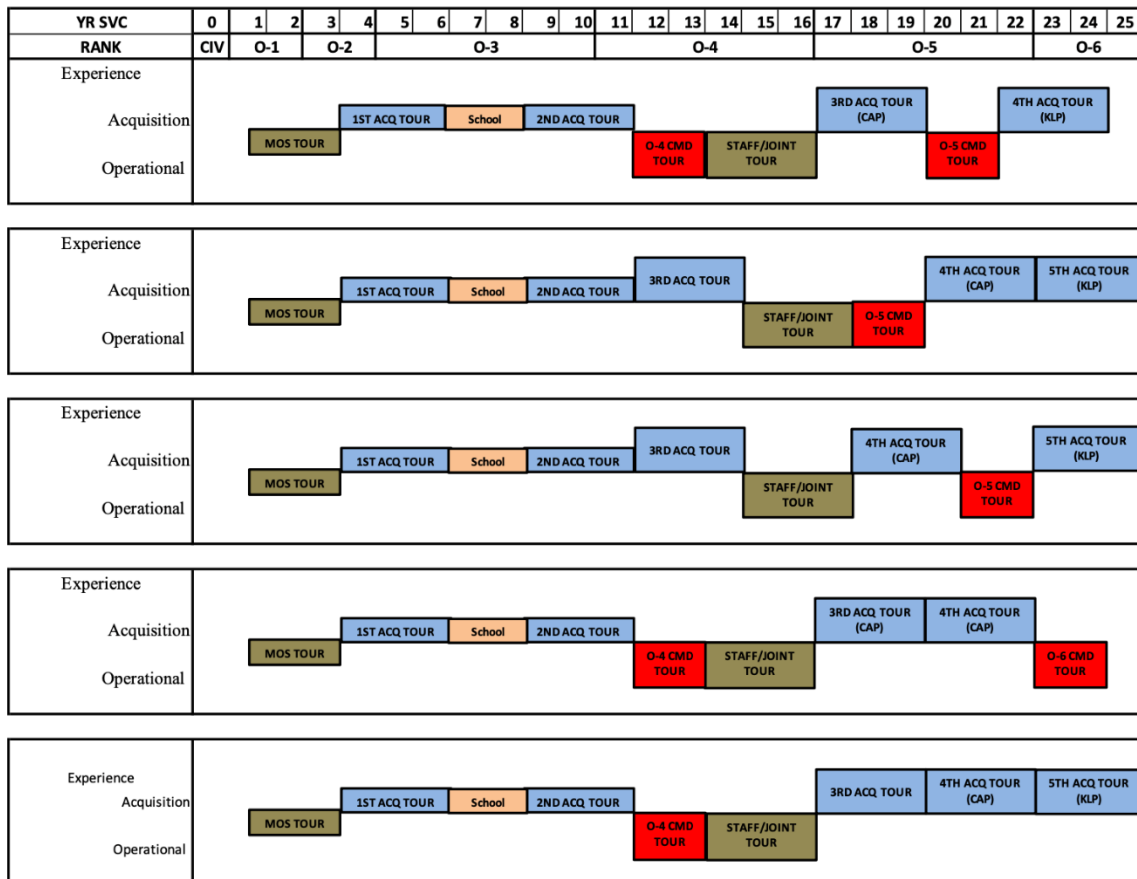 YR SVC 0 1 2 3 4 5 6 7 8 9 10 11 12 13 14 15 16 17 18 19 20 21 22 23 24 25
RANK CIV O-1 O-2 O-3 O-4 O-5 O-6
Experience
3RD ACQ TOUR 4TH ACQ TOUR
(CAP) (KLP)
Acquisition 1ST ACQ TOUR School 2ND ACQ TOUR
MOS TOUR O-4 CMD STAFF/JOINT O-5 CMD
TOUR TOUR TOUR
Operational
Experience
4TH ACQ TOUR 5TH ACQ TOUR
3RD ACQ TOUR
(CAP) (KLP)
Acquisition 1ST ACQ TOUR School 2ND ACQ TOUR
MOS TOUR STAFF/JOINT O-5 CMD
TOUR TOUR
Operational
Experience
4TH ACQ TOUR 5TH ACQ TOUR
3RD ACQ TOUR
(CAP) (KLP)
Acquisition 1ST ACQ TOUR School 2ND ACQ TOUR
MOS TOUR STAFF/JOINT O-5 CMD
TOUR TOUR
Operational
Experience
3RD ACQ TOUR 4TH ACQ TOUR
(CAP) (CAP)
Acquisition 1ST ACQ TOUR School 2ND ACQ TOUR
MOS TOUR O-4 CMD STAFF/JOINT O-6 CMD
TOUR TOUR TOUR
Operational
Experience
3RD ACQ TOUR 4TH ACQ TOUR 5TH ACQ TOUR
(CAP) (KLP)
Acquisition 1ST ACQ TOUR School 2ND ACQ TOUR
MOS TOUR O-4 CMD STAFF/JOINT
TOUR TOUR
Operational